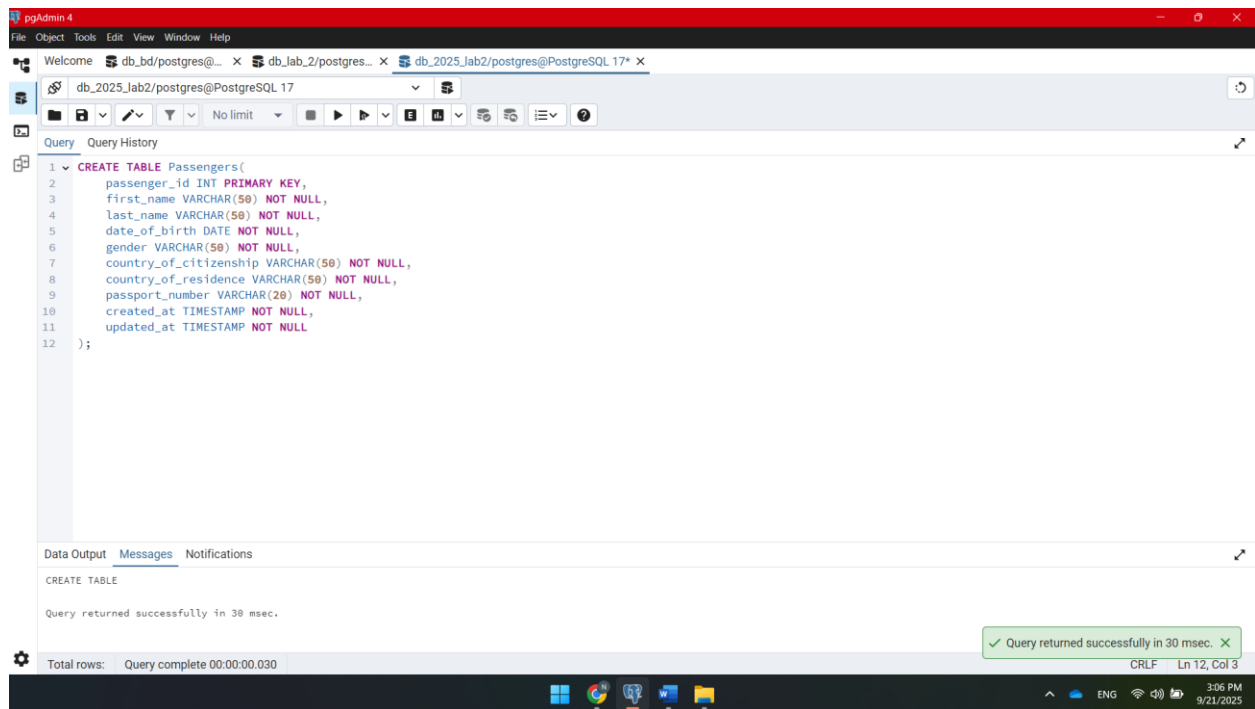 pgAdmin 4
File Object Tools Edit View Window Help
Welcome db_bd/postgres@... db_lab_2/postgres... db_2025_lab2/postgres@PostgreSQL 17*
db_2025_lab2/postgres@PostgreSQL 17
No limit
Query Query History
1 CREATE TABLE Passengers(
2 passenger_id INT PRIMARY KEY,
3 first_name VARCHAR(50) NOT NULL,
4 last_name VARCHAR(50) NOT NULL,
5 date_of_birth DATE NOT NULL,
6 gender VARCHAR(50) NOT NULL,
7 country_of_citizenship VARCHAR(50) NOT NULL,
8 country_of_residence VARCHAR(50) NOT NULL,
9 passport_number VARCHAR(20) NOT NULL,
10 created_at TIMESTAMP NOT NULL,
11 updated_at TIMESTAMP NOT NULL
12 );
Data Output Messages Notifications
CREATE TABLE
Query returned successfully in 30 msec.
Query returned successfully in 30 msec.
Total rows: Query complete 00:00:00.030 CRLF Ln 12, Col 3
ENG 3:06 PM
9/21/2025